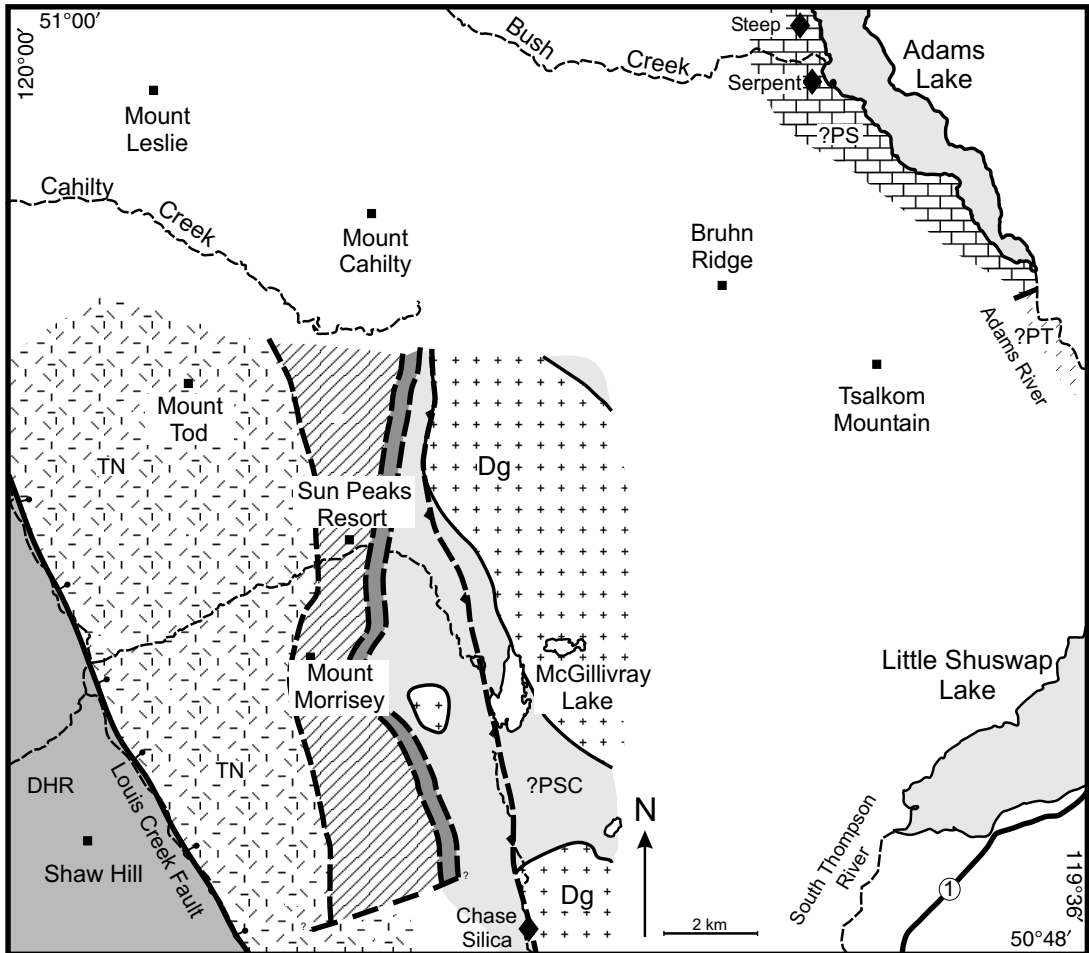 51°00′
120°00′
Steep
Bush
Creek
Adams
Lake
Serpent
Mount
Leslie
?PS
Cahilty
Creek
Mount
Cahilty
Bruhn
Ridge
Adams River
?PT
Mount
Tod
Tsalkom
Mountain
TN
Dg
Sun Peaks
Resort
Mount
Morrisey
McGillivray
Lake
Little Shuswap
Lake
TN
DHR
?PSC
Louis Creek Fault
N
Shaw Hill
?
?
Chase
Silica
Dg
2 km
South Thompson
River
1
119°36′
50°48′